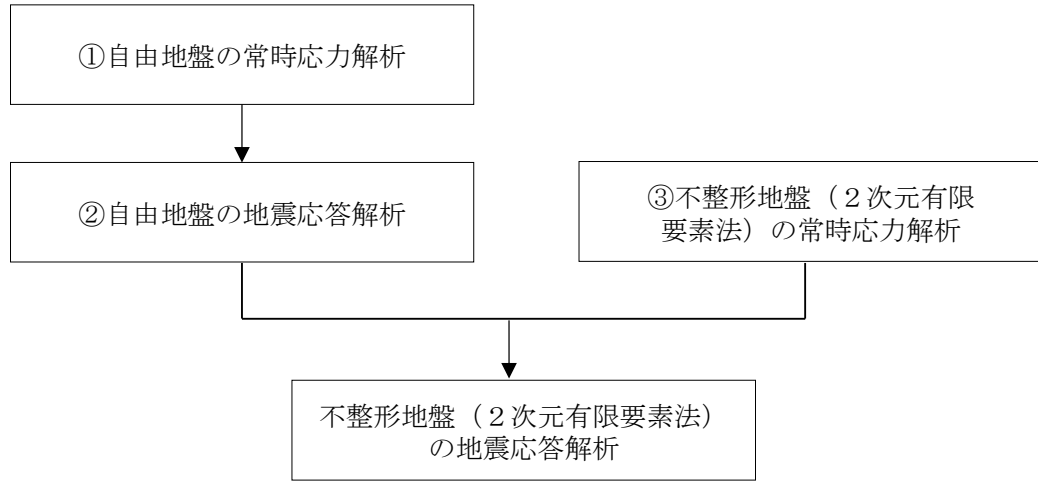 ①自由地盤の常時応力解析
②自由地盤の地震応答解析
③不整形地盤（２次元有限
要素法）の常時応力解析
不整形地盤（２次元有限要素法）
の地震応答解析